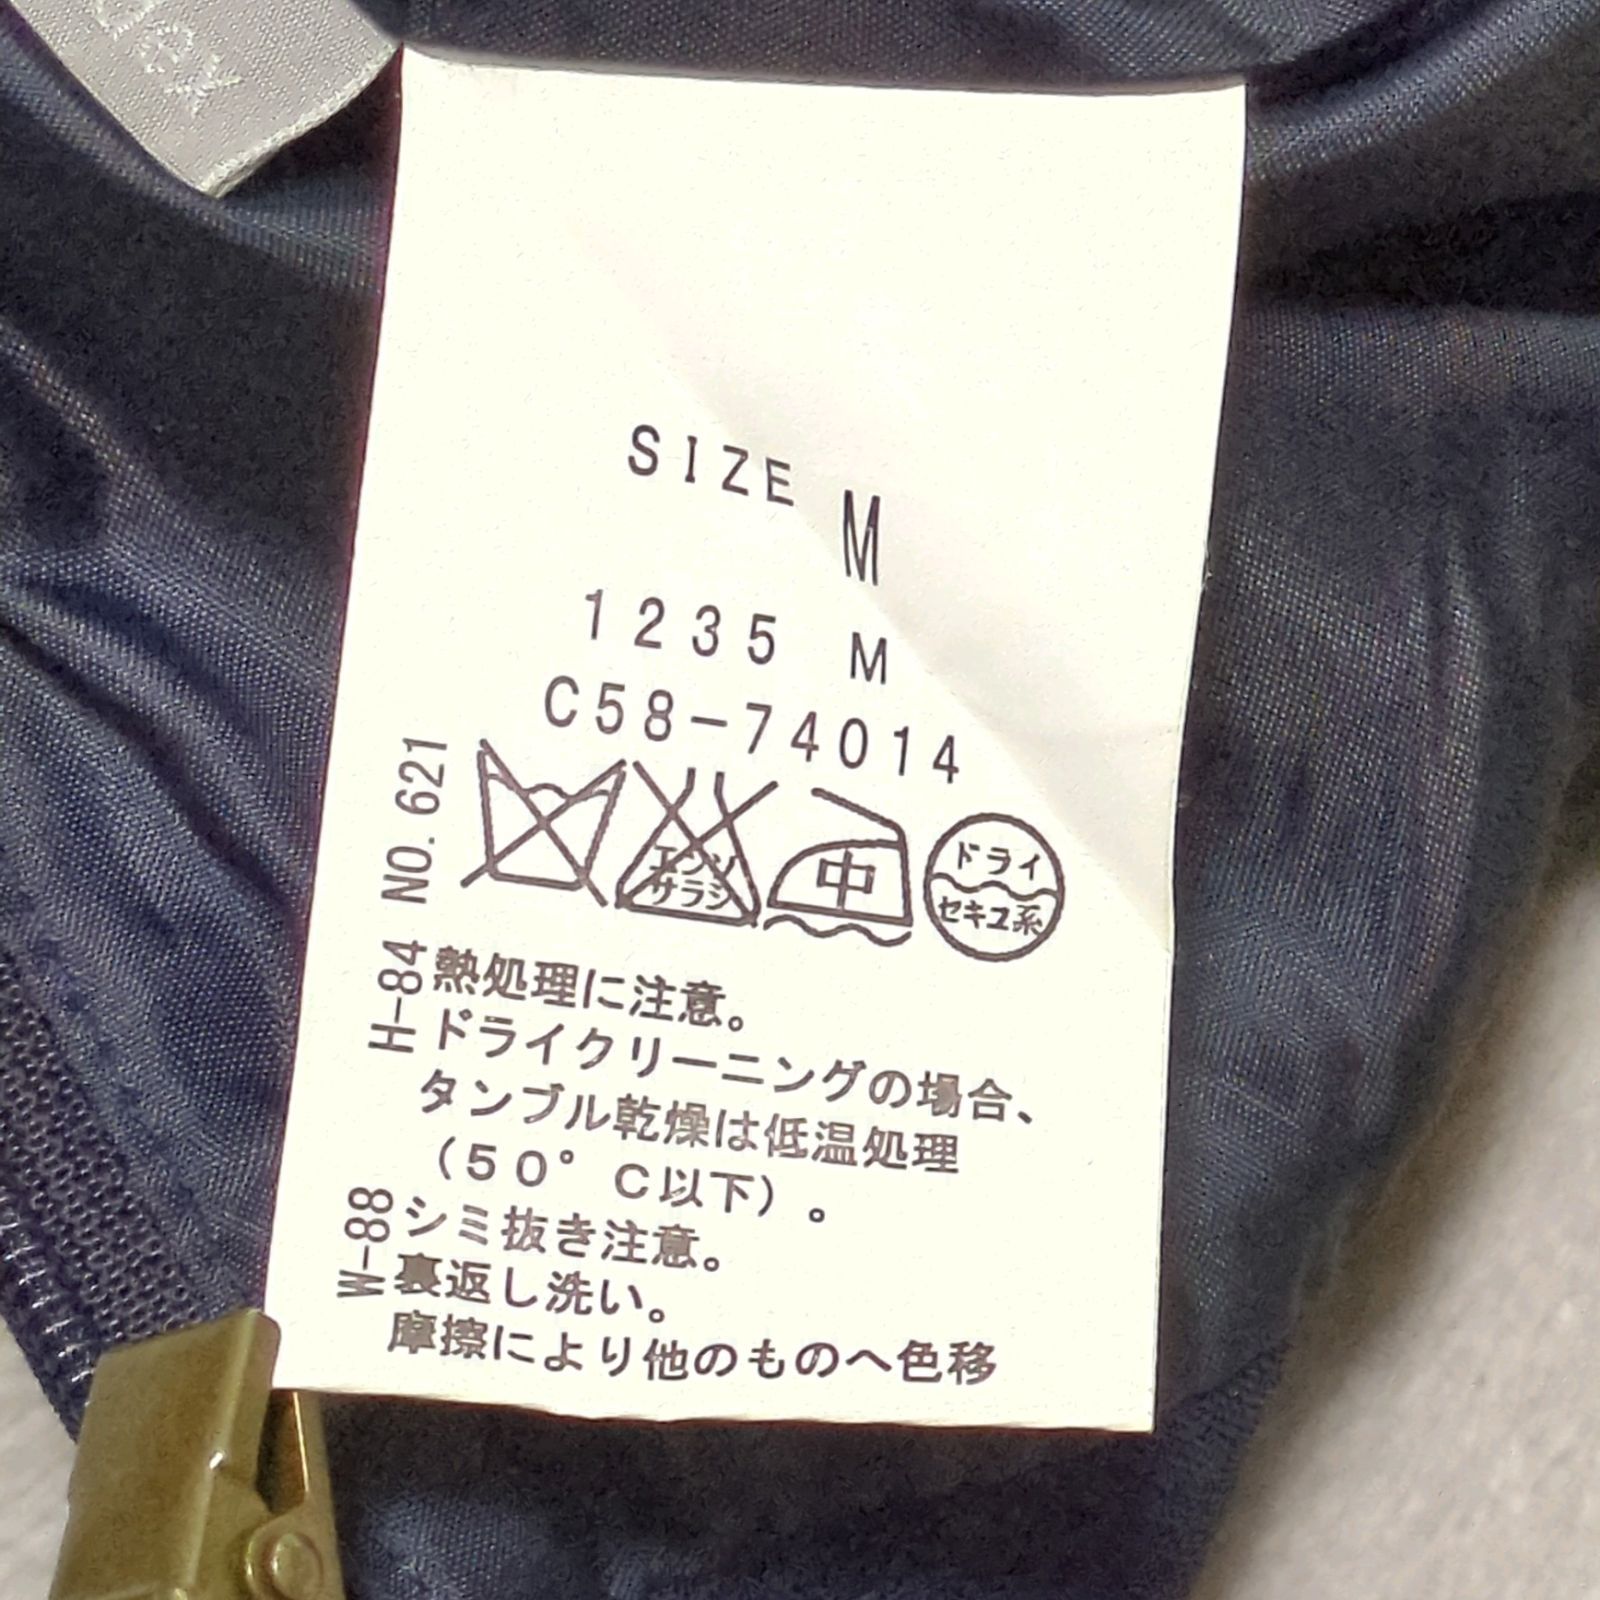 SIZE M
1235 M
C58-74014
NO.621
エンソ
サラシ
中
ドライ
セキユ系
H-84
熱処理に注意。
ドライクリーニングの場合、
タンブル乾燥は低温処理
(50°C以下)。
W-88
シミ抜き注意。
裏返し洗い。
摩擦により他のものへ色移